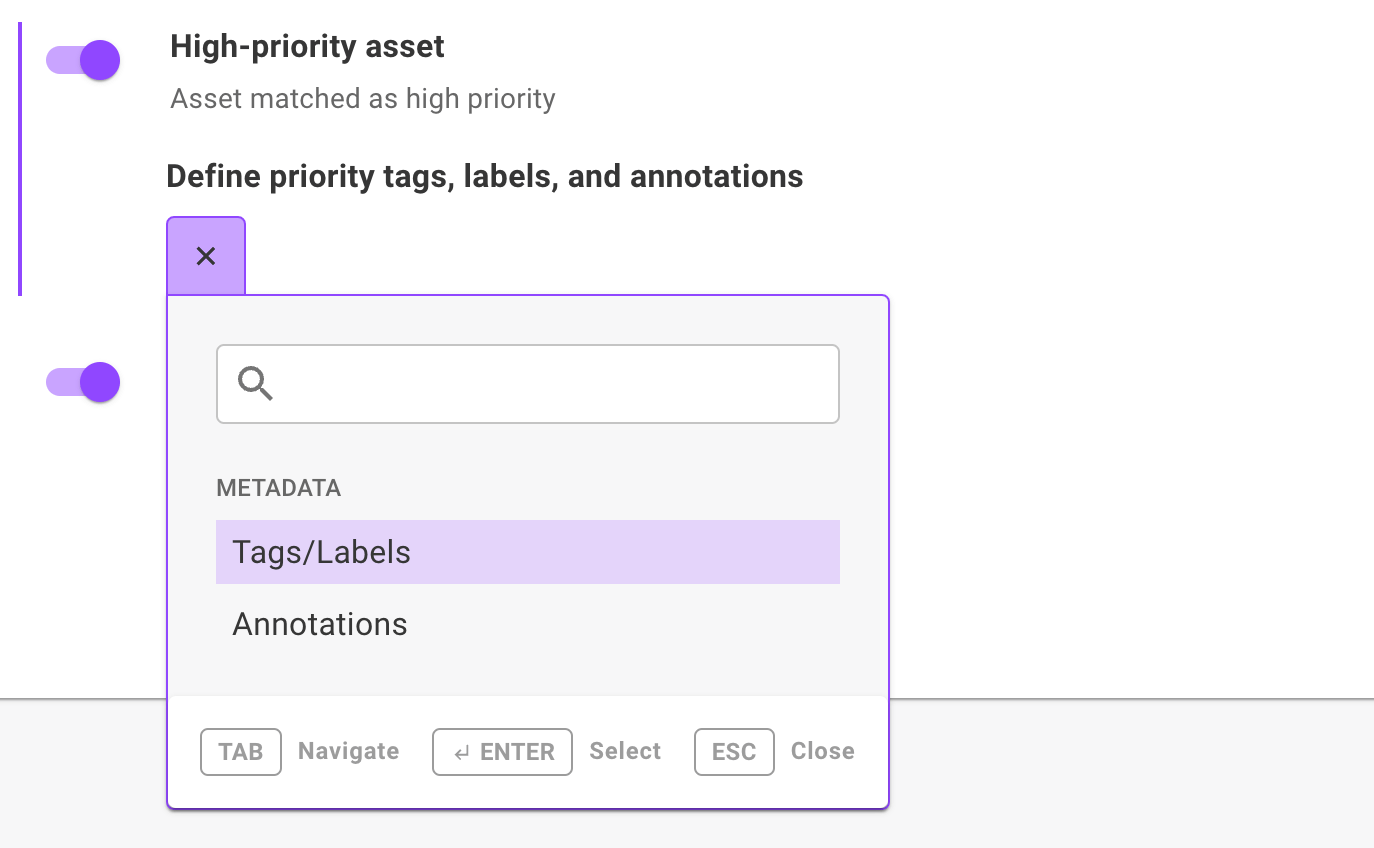 High-priority asset
Asset matched as high priority
Define priority tags, labels, and annotations
METADATA
Tags/Labels
Annotations
TAB Navigate ↵ ENTER Select ESC Close